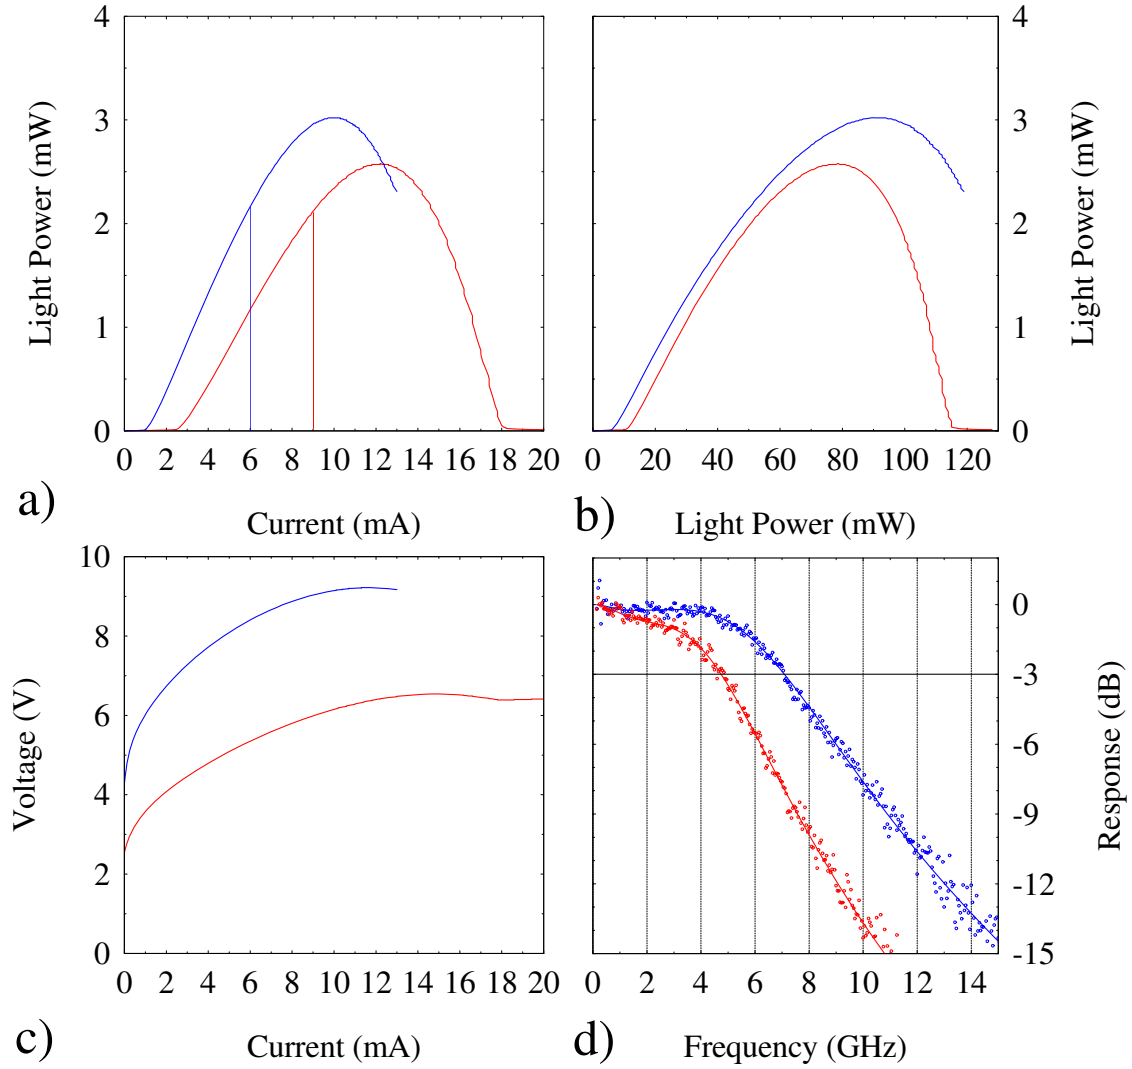 4
3
2
1
0
Light Power (mW)
0 2 4 6 8 10 12 14 16 18 20
Current (mA)
a)
4
3
2
1
0
Light Power (mW)
0 20 40 60 80 100 120
Light Power (mW)
b)
10
8
6
4
2
0
Voltage (V)
0 2 4 6 8 10 12 14 16 18 20
Current (mA)
c)
0
-3
-6
-9
-12
-15
Response (dB)
0 2 4 6 8 10 12 14
Frequency (GHz)
d)